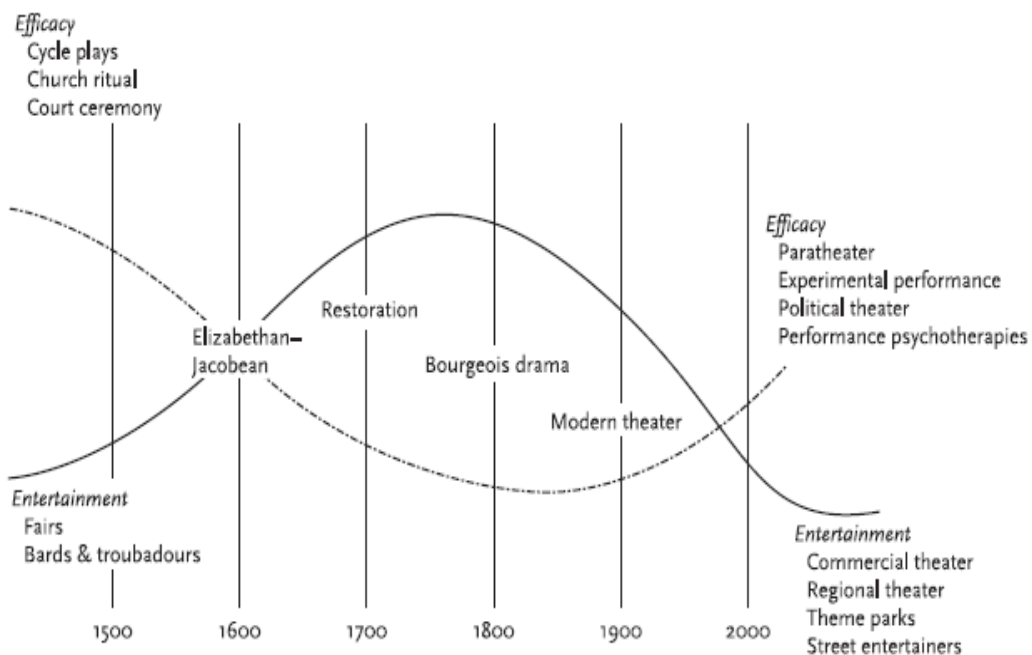 Efficacy
Cycle plays
Church ritual
Court ceremony
Efficacy
Paratheater
Experimental performance
Political theater
Performance psychotherapies
Restoration
Elizabethan–
Jacobean
Bourgeois drama
Modern theater
Entertainment
Fairs
Bards & troubadours
Entertainment
Commercial theater
Regional theater
Theme parks
Street entertainers
1500 1600 1700 1800 1900 2000